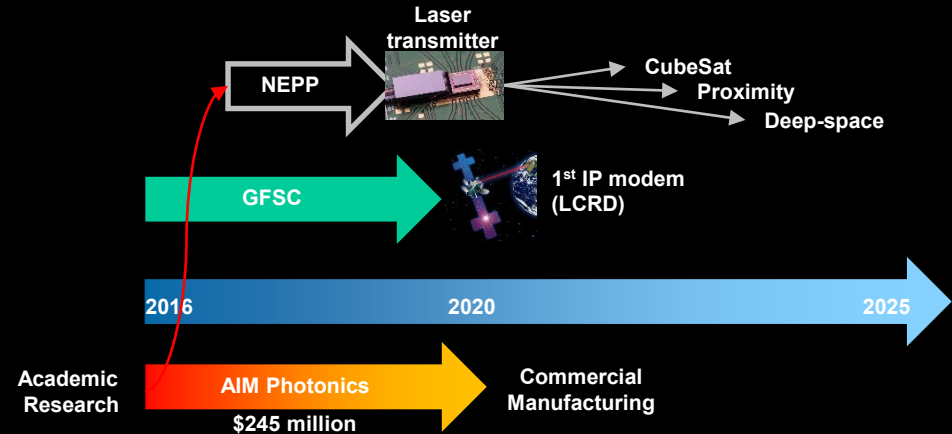 Laser
transmitter
NEPP
CubeSat
Proximity
Deep-space
GFSC
1st IP modem
(LCRD)
2016
2020
2025
Academic
Research
AIM Photonics
$245 million
Commercial
Manufacturing